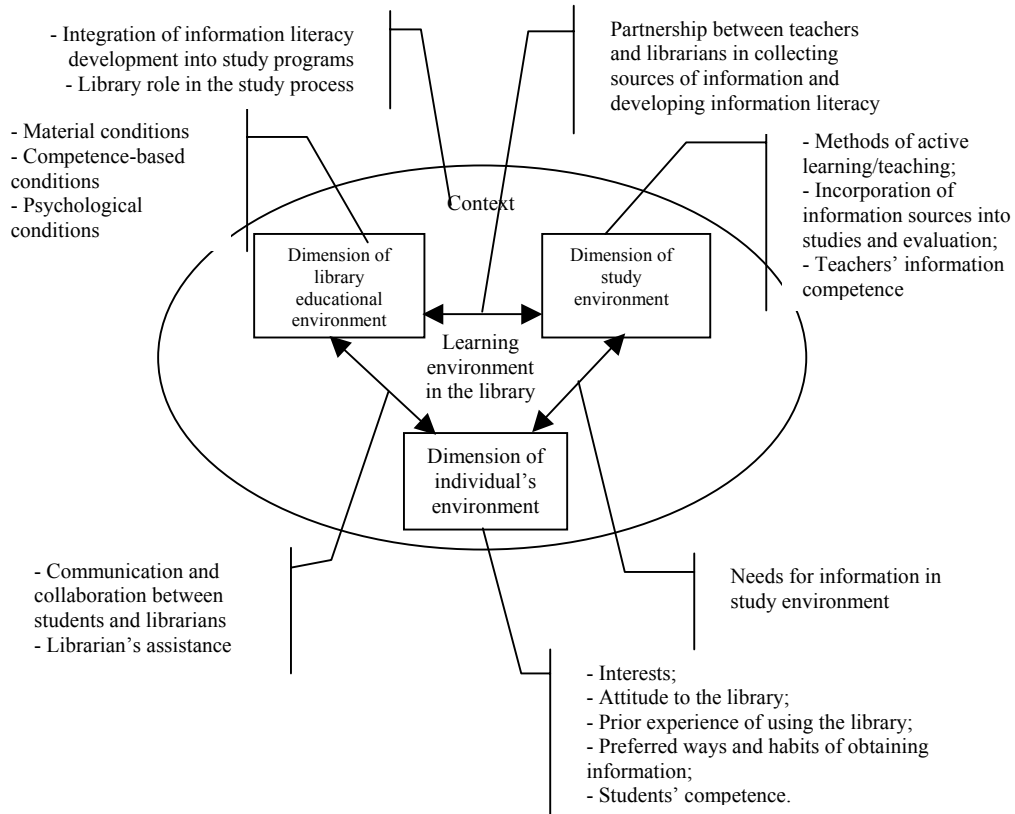 - Integration of information literacy
development into study programs
- Library role in the study process
Partnership between teachers
and librarians in collecting
sources of information and
developing information literacy
- Material conditions
- Competence-based
conditions
- Psychological
conditions
- Methods of active
learning/teaching;
- Incorporation of
information sources into
studies and evaluation;
- Teachers’ information
competence
Context
Dimension of
library
educational
environment
Dimension of
study
environment
Learning
environment
in the library
Dimension of
individual’s
environment
- Communication and
collaboration between
students and librarians
- Librarian’s assistance
Needs for information in
study environment
- Interests;
- Attitude to the library;
- Prior experience of using the library;
- Preferred ways and habits of obtaining
information;
- Students’ competence.